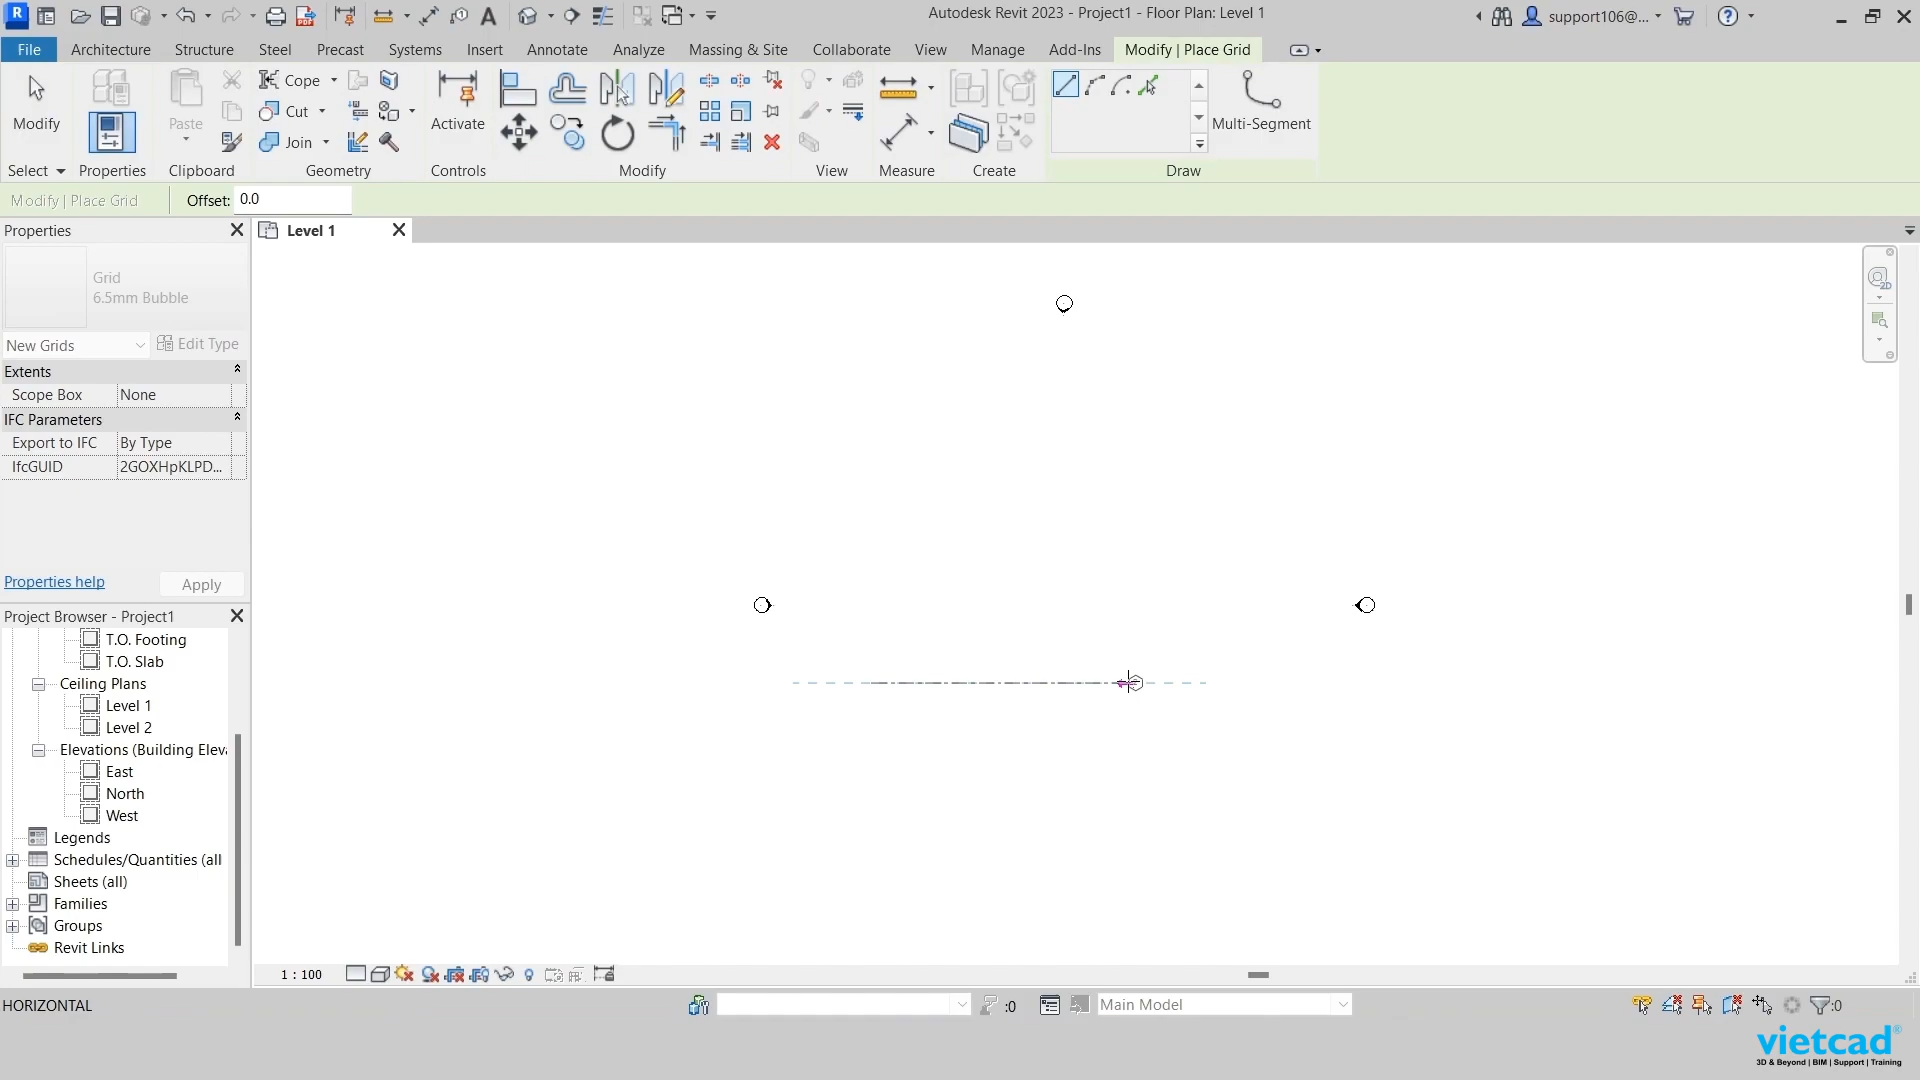 Autodesk Revit 2023 - Project1 - Floor Plan: Level 1
support106@...
File Architecture Structure Steel Precast Systems Insert Annotate Analyze Massing & Site Collaborate View Manage Add-Ins Modify | Place Grid
Modify Paste Cope Cut Join Activate Multi-Segment
Select Properties Clipboard Geometry Controls Modify View Measure Create Draw
Modify | Place Grid Offset: 0.0
Properties
Level 1
Grid
6.5mm Bubble
New Grids Edit Type
Extents
Scope Box None
IFC Parameters
Export to IFC By Type
IfcGUID 2GOXHpKLPD...
Properties help Apply
Project Browser - Project1
T.O. Footing
T.O. Slab
Ceiling Plans
Level 1
Level 2
Elevations (Building Eleva
East
North
West
Legends
Schedules/Quantities (all
Sheets (all)
Families
Groups
Revit Links
2D
1 : 100
HORIZONTAL :0 Main Model :0
vietcad®
3D & Beyond | BIM | Support | Training